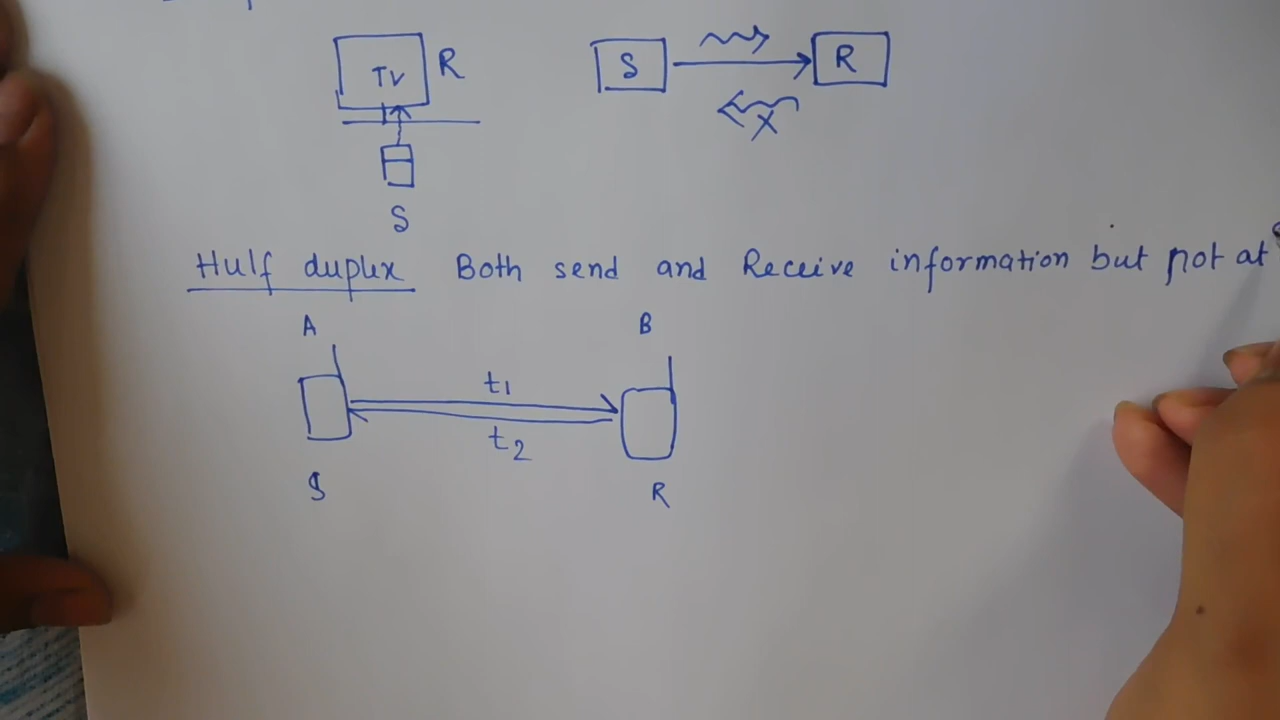 TV R
S R
S
Hulf duplex Both send and Receive information but not at
A B
t1
t2
S R